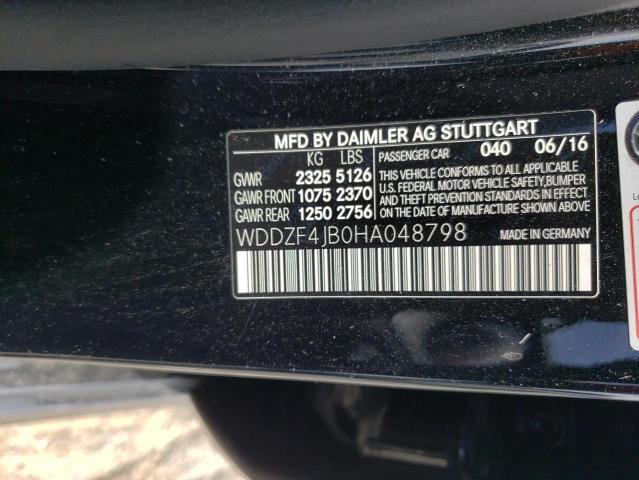 MFD BY DAIMLER AG STUTTGART
KG LBS PASSENGER CAR 040 06/16
GVWR 2325 5126 THIS VEHICLE CONFORMS TO ALL APPLICABLE
GAWR FRONT 1075 2370 U.S. FEDERAL MOTOR VEHICLE SAFETY, BUMPER
AND THEFT PREVENTION STANDARDS IN EFFECT
GAWR REAR 1250 2756 ON THE DATE OF MANUFACTURE SHOWN ABOVE.
WDDZF4JB0HA048798 MADE IN GERMANY